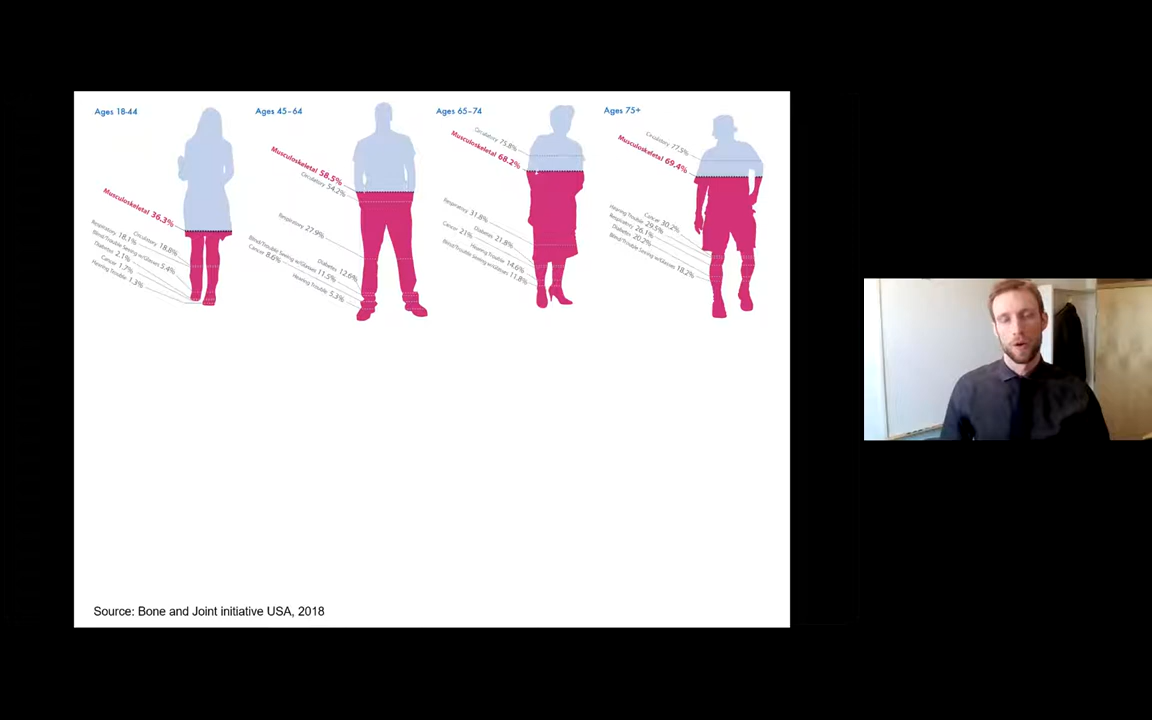 Ages 18-44
Musculoskeletal 36.3%
Circulatory 18.8%
Respiratory 18.1%
Blind/Trouble Seeing w/Glasses 5.4%
Diabetes 2.1%
Cancer 1.7%
Hearing Trouble 1.3%
Ages 45–64
Musculoskeletal 58.5%
Circulatory 54.2%
Respiratory 27.9%
Diabetes 12.6%
Blind/Trouble Seeing w/Glasses 11.5%
Cancer 8.6%
Hearing Trouble 5.3%
Ages 65–74
Circulatory 75.8%
Musculoskeletal 68.2%
Respiratory 31.8%
Diabetes 21.8%
Cancer 21%
Hearing Trouble 14.6%
Blind/Trouble Seeing w/Glasses 11.8%
Ages 75+
Circulatory 77.5%
Musculoskeletal 69.4%
Cancer 30.2%
Hearing Trouble 29.5%
Respiratory 26.1%
Diabetes 20.2%
Blind/Trouble Seeing w/Glasses 18.2%
Source: Bone and Joint initiative USA, 2018